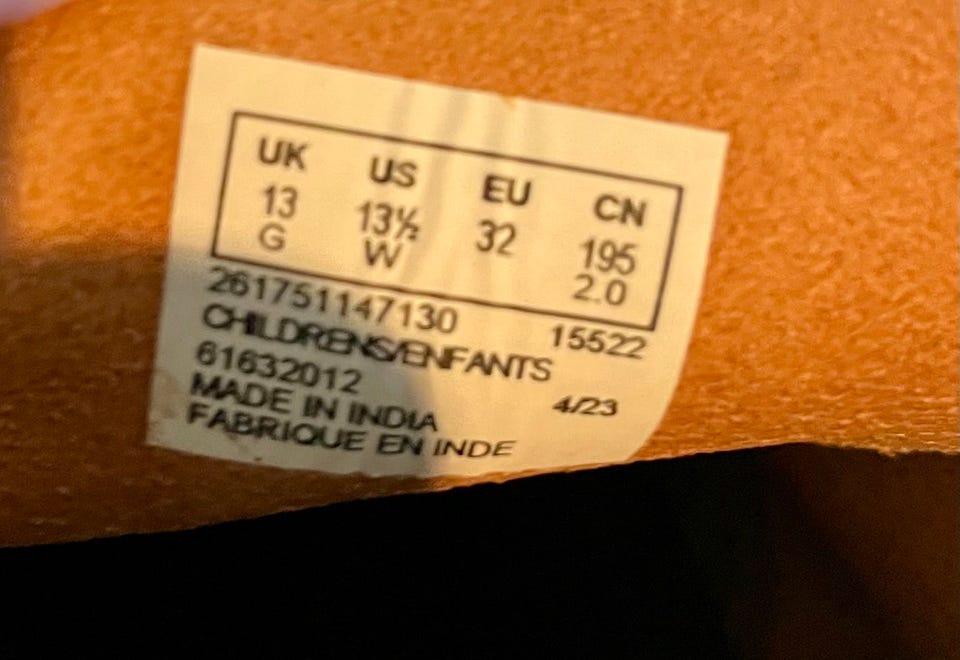 UK US EU CN
13 13½ 32 195
G W 2.0
261751147130 15522
CHILDRENS/ENFANTS
61632012 4/23
MADE IN INDIA
FABRIQUE EN INDE